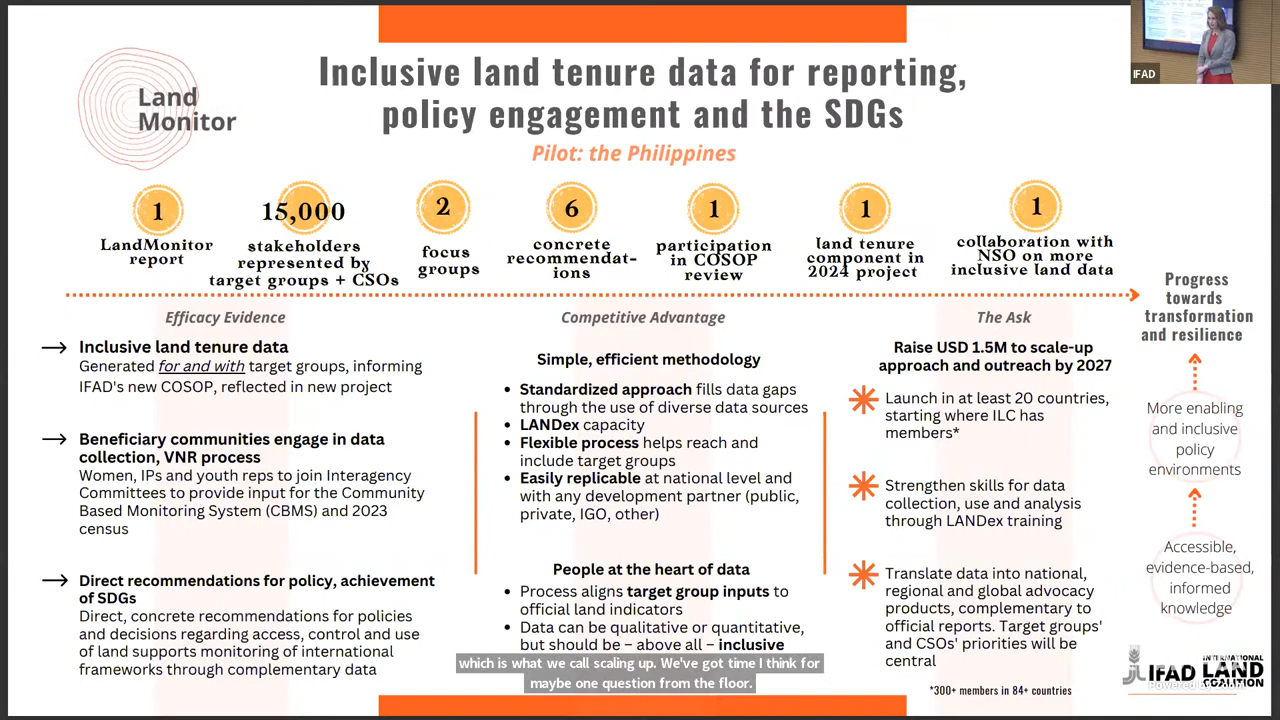 IFAD
Land
Monitor
Inclusive land tenure data for reporting,
policy engagement and the SDGs
Pilot: the Philippines
1
LandMonitor
report
15,000
stakeholders
represented by
target groups + CSOs
2
focus
groups
6
concrete
recommendat-
ions
1
participation
in COSOP
review
1
land tenure
component in
2024 project
1
collaboration with
NSO on more
inclusive land data
Progress
towards
transformation
and resilience
More enabling
and inclusive
policy
environments
Accessible,
evidence-based,
informed
knowledge
Efficacy Evidence
→ Inclusive land tenure data
Generated for and with target groups, informing
IFAD's new COSOP, reflected in new project
→ Beneficiary communities engage in data
collection, VNR process
Women, IPs and youth reps to join Interagency
Committees to provide input for the Community
Based Monitoring System (CBMS) and 2023
census
→ Direct recommendations for policy, achievement
of SDGs
Direct, concrete recommendations for policies
and decisions regarding access, control and use
of land supports monitoring of international
frameworks through complementary data
Competitive Advantage
Simple, efficient methodology
• Standardized approach fills data gaps
through the use of diverse data sources
• LANDex capacity
• Flexible process helps reach and
include target groups
• Easily replicable at national level and
with any development partner (public,
private, IGO, other)
People at the heart of data
• Process aligns target group inputs to
official land indicators
• Data can be qualitative or quantitative,
but should be – above all – inclusive
The Ask
Raise USD 1.5M to scale-up
approach and outreach by 2027
Launch in at least 20 countries,
starting where ILC has
members*
Strengthen skills for data
collection, use and analysis
through LANDex training
Translate data into national,
regional and global advocacy
products, complementary to
official reports. Target groups'
and CSOs' priorities will be
central
*300+ members in 84+ countries
IFAD
INTERNATIONAL
LAND
COALITION
Powered by Zoom
which is what we call scaling up. We've got time I think for
maybe one question from the floor.